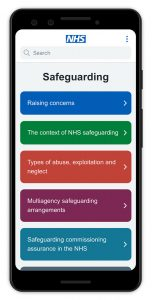 NHS
Search
Safeguarding
Raising concerns
The context of NHS safeguarding
Types of abuse, exploitation and
neglect
Multiagency safeguarding
arrangements
Safeguarding commissioning
assurance in the NHS